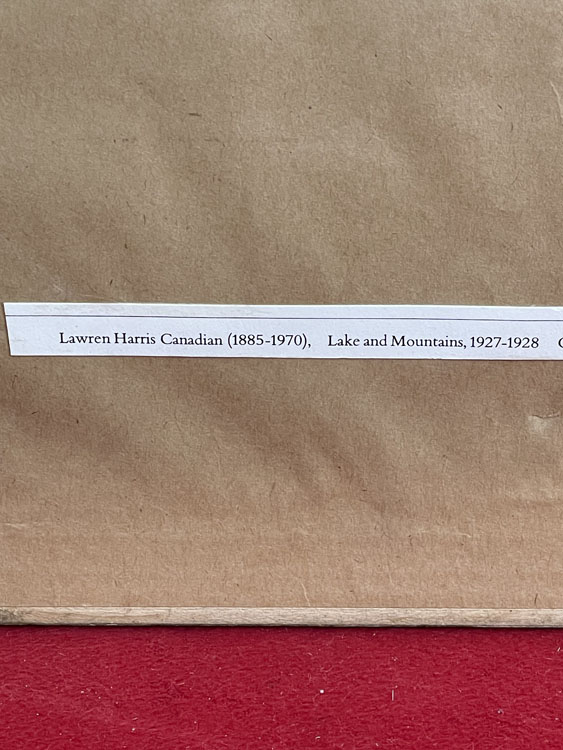 Lawren Harris Canadian (1885-1970), Lake and Mountains, 1927-1928